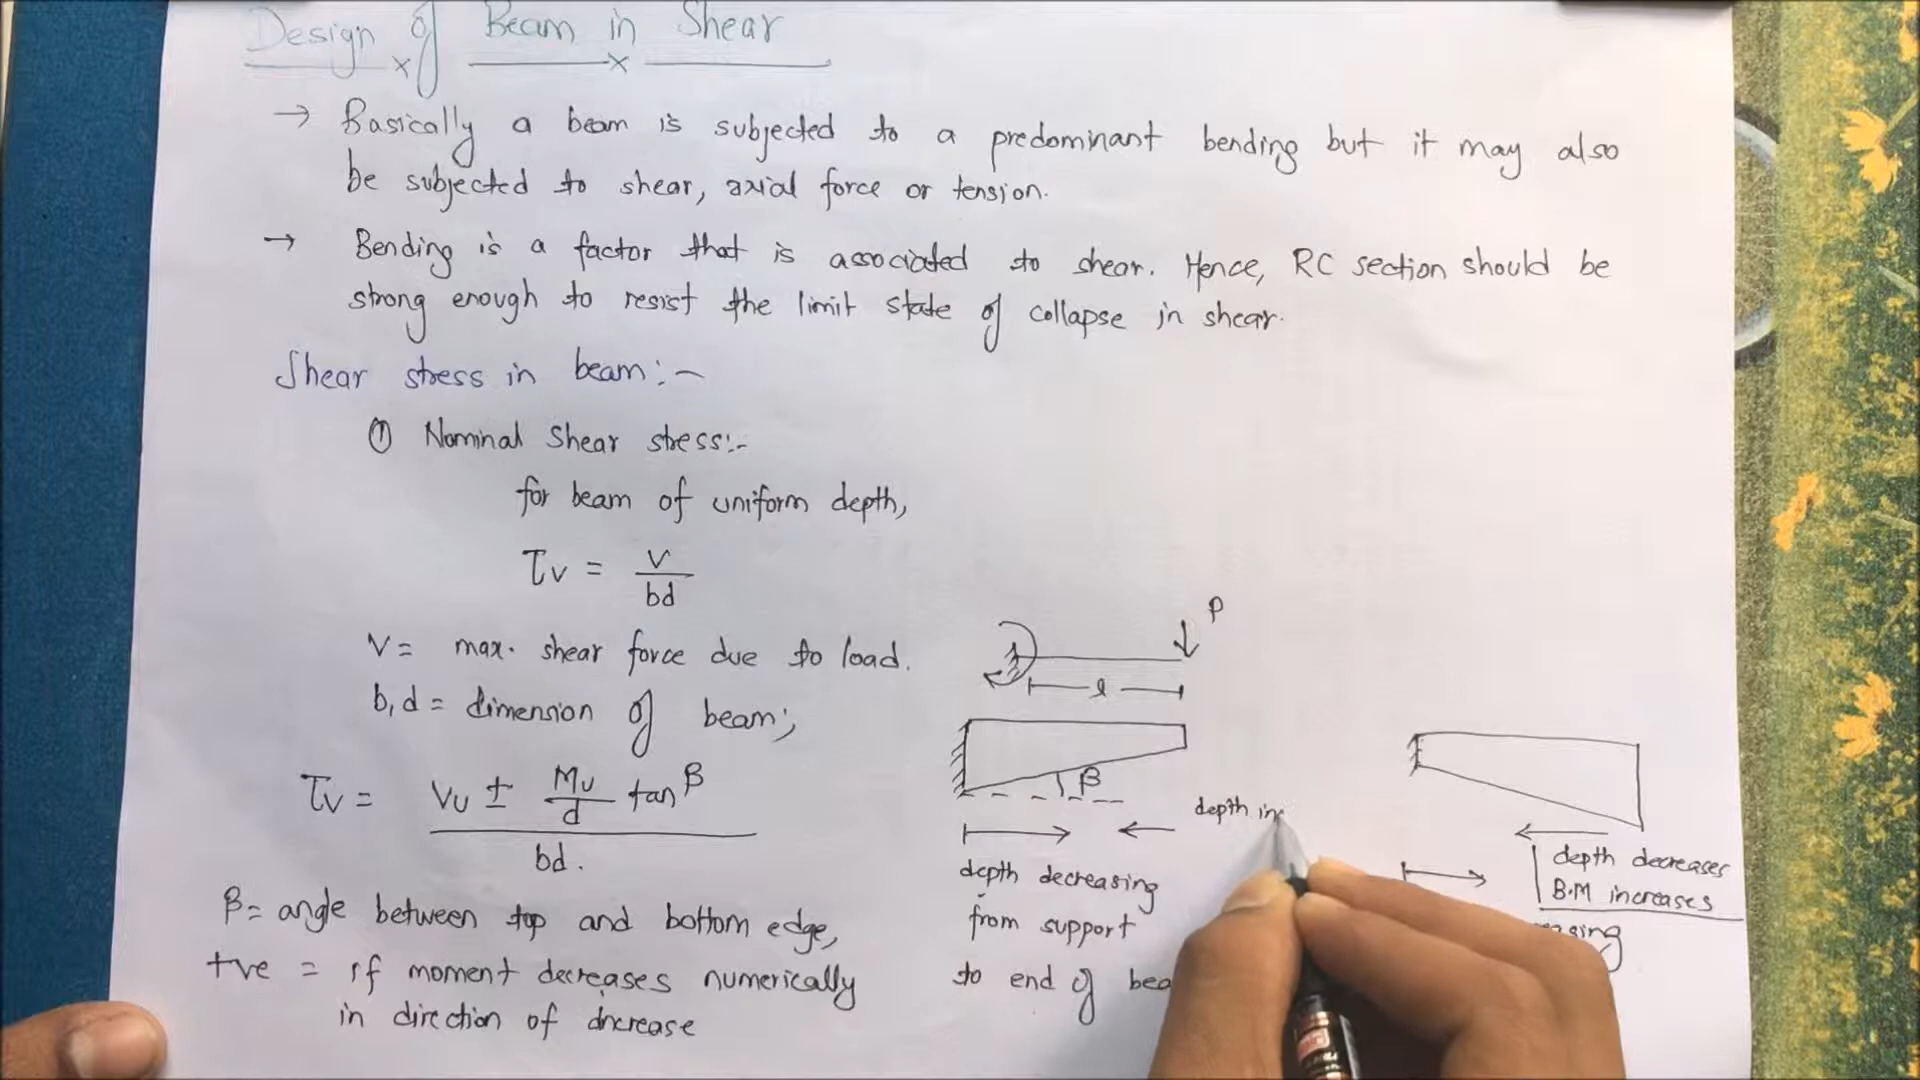 Design of Beam in Shear
→ Basically a beam is subjected to a predominant bending but it may also
be subjected to shear, axial force or tension.
→ Bending is a factor that is associated to shear. Hence, RC section should be
strong enough to resist the limit state of collapse in shear.
Shear stress in beam:-
① Nominal Shear stress:-
for beam of uniform depth,
τv = V / bd
V = max. shear force due to load.
b, d = dimension of beam;
τv = (Vu ± Mu/d tan β) / bd.
β = angle between top and bottom edge,
+ve = if moment decreases numerically
in direction of increase
P
l
β
depth in
depth decreasing
from support
to end of
depth decreases
B.M increases